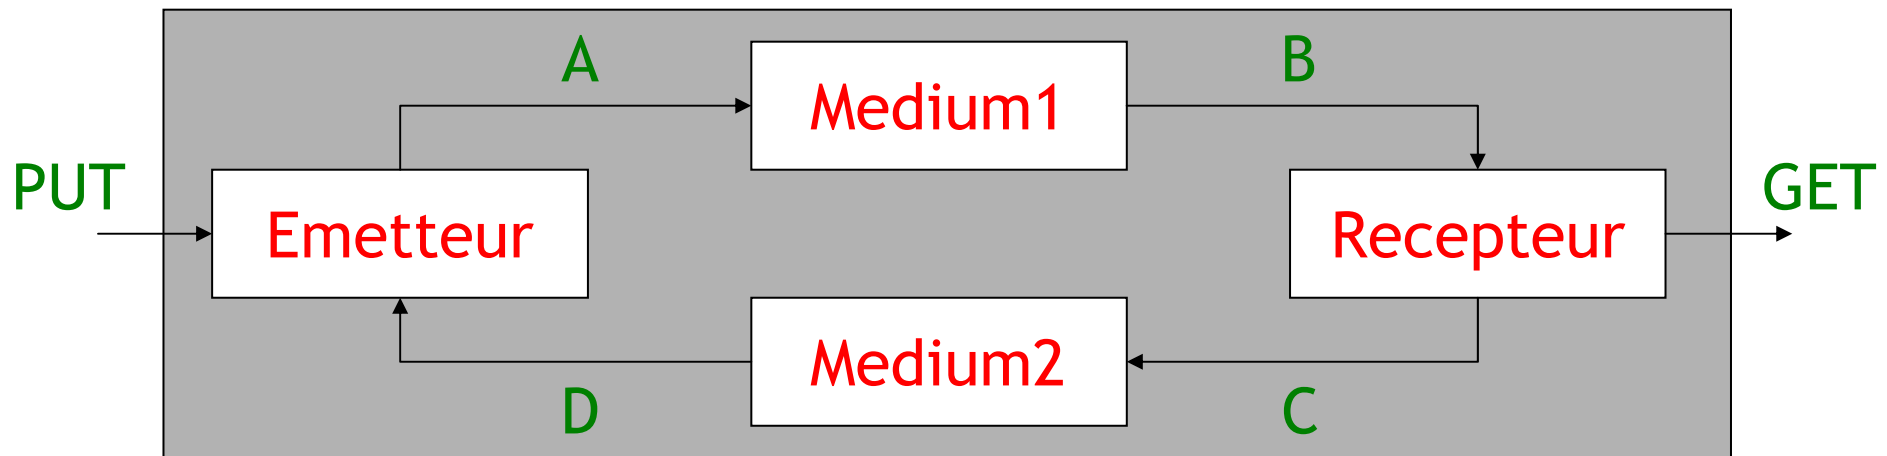 A
B
Medium1
PUT
GET
Emetteur
Recepteur
Medium2
D
C